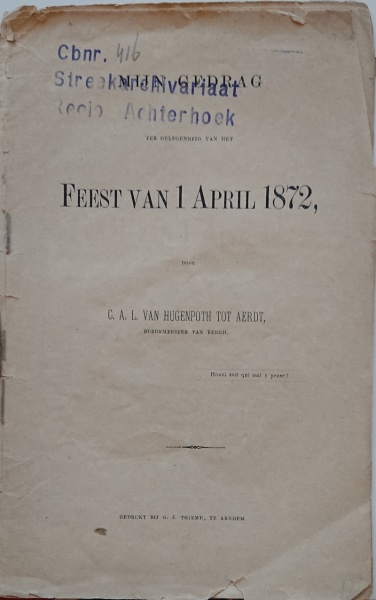 Cbnr. 416
MIJN GEDRAG
Streekarchivariaat
Regio Achterhoek
TER GELEGENHEID VAN HET
FEEST VAN 1 APRIL 1872,
DOOR
C. A. L. VAN HUGENPOTH TOT AERDT,
BURGEMEESTER VAN BERGH.
Honni soit qui mal y pense!
GEDRUKT BIJ G. J. THIEME, TE ARNHEM.